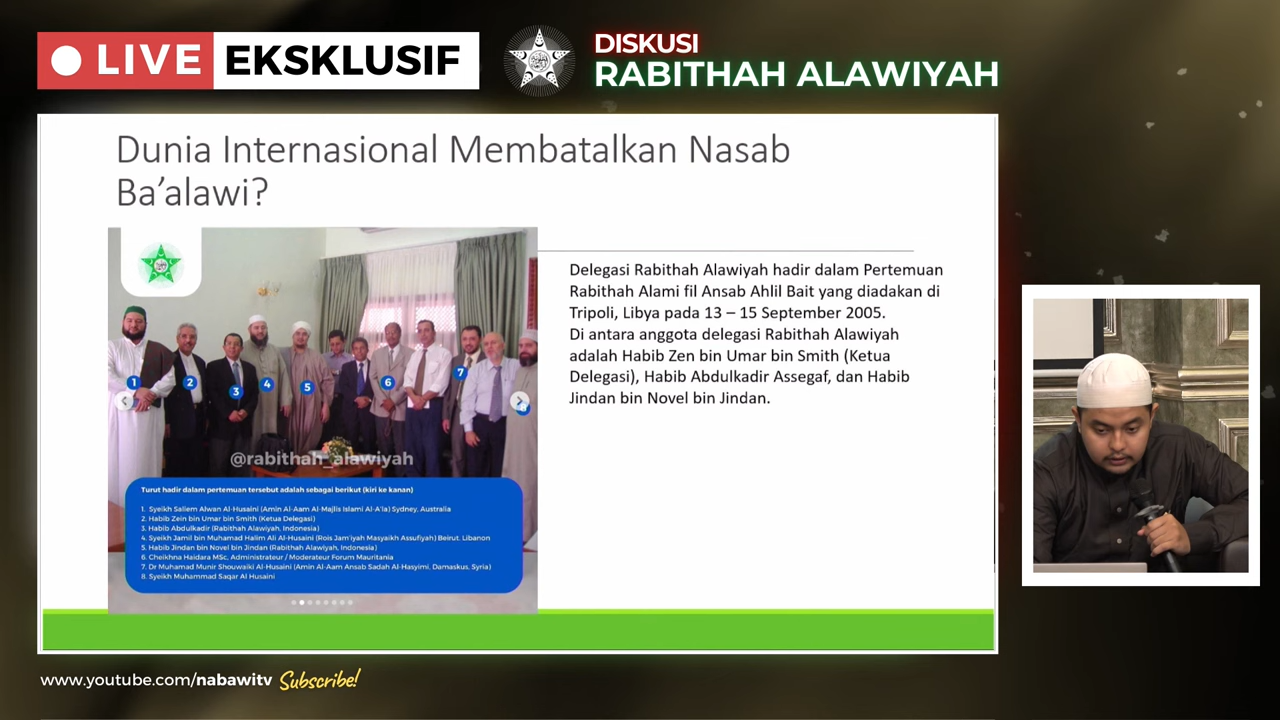 LIVE EKSKLUSIF
DISKUSI
RABITHAH ALAWIYAH
Dunia Internasional Membatalkan Nasab
Ba’alawi?
Delegasi Rabithah Alawiyah hadir dalam Pertemuan
Rabithah Alami fil Ansab Ahlil Bait yang diadakan di
Tripoli, Libya pada 13 – 15 September 2005.
Di antara anggota delegasi Rabithah Alawiyah
adalah Habib Zen bin Umar bin Smith (Ketua
Delegasi), Habib Abdulkadir Assegaf, dan Habib
Jindan bin Novel bin Jindan.
1
2
3
4
5
6
7
8
@rabithah_alawiyah
Turut hadir dalam pertemuan tersebut adalah sebagai berikut (kiri ke kanan)
1. Syeikh Saliem Alwan Al-Husaini (Amin Al-Aam Al-Majlis Islami Al-A'la) Sydney. Australia
2. Habib Zein bin Umar bin Smith (Ketua Delegasi)
3. Habib Abdulkadir (Rabithah Alawiyah, Indonesia)
4. Syeikh Jamil bin Muhamad Halim Ali Al-Husaini (Rois Jam'iyah Masyaikh Assufiyah) Beirut. Libanon
5. Habib Jindan bin Novel bin Jindan (Rabithah Alawiyah, Indonesia)
6. Cheikhna Haidara MSc, Administrateur / Moderateur Forum Mauritania
7. Dr Muhamad Munir Shouwaiki Al-Husaini (Amin Al-Aam Ansab Sadah Al-Hasyimi, Damaskus, Syria)
8. Syeikh Muhammad Saqar Al Husaini
www.youtube.com/nabawitv Subscribe!